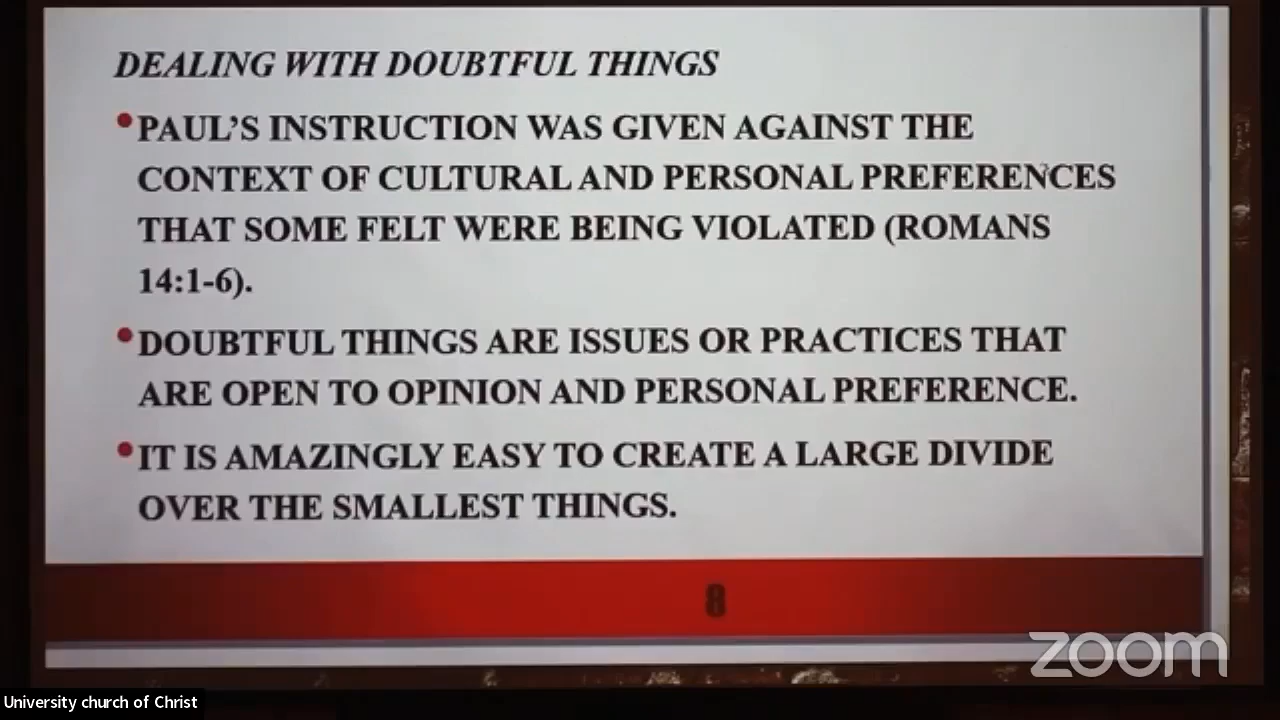 DEALING WITH DOUBTFUL THINGS
•PAUL'S INSTRUCTION WAS GIVEN AGAINST THE
CONTEXT OF CULTURAL AND PERSONAL PREFERENCES
THAT SOME FELT WERE BEING VIOLATED (ROMANS
14:1-6).
•DOUBTFUL THINGS ARE ISSUES OR PRACTICES THAT
ARE OPEN TO OPINION AND PERSONAL PREFERENCE.
•IT IS AMAZINGLY EASY TO CREATE A LARGE DIVIDE
OVER THE SMALLEST THINGS.
8
zoom
University church of Christ